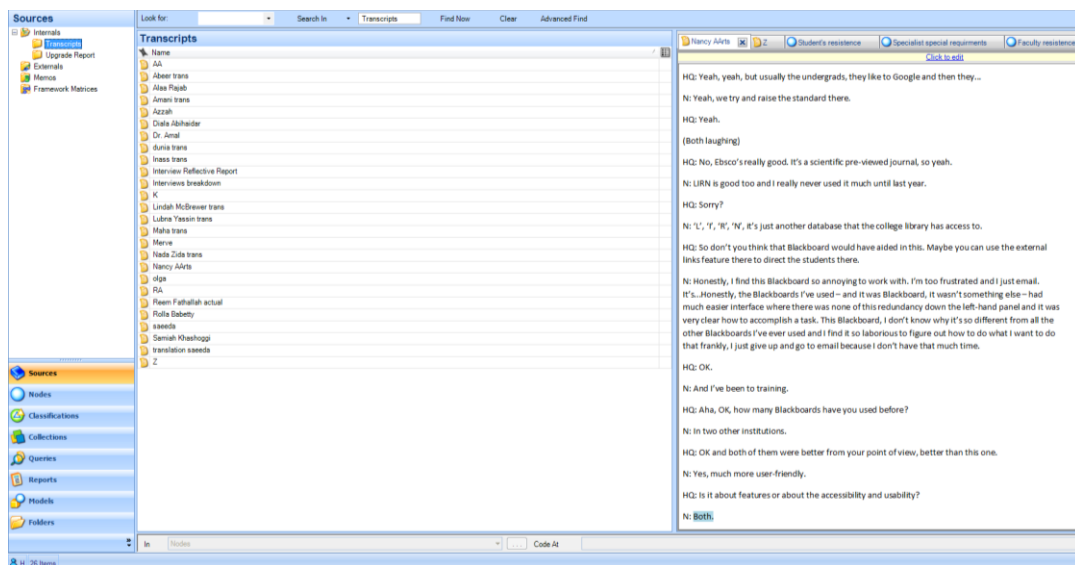 Sources
Look for:
Search In
Transcripts
Find Now
Clear
Advanced Find
Internals
Transcripts
Upgrade Report
Externals
Memos
Framework Matrices
Transcripts
Name
AA
Abeer trans
Alaa Rajab
Amani trans
Azzah
Diala Abihaidar
Dr. Amal
dunia trans
Inass trans
Interview Reflective Report
Interviews breakdown
K
Lindah McBrewer trans
Lubna Yassin trans
Maha trans
Merve
Nada Zida trans
Nancy AArts
olga
RA
Reem Fathallah actual
Rolla Babetty
saeeda
Samiah Khashoggi
translation saeeda
Z
Nancy AArts
Z
Student's resistence
Specialist special requirments
Faculty resistence
Click to edit
HQ: Yeah, yeah, but usually the undergrads, they like to Google and then they...
N: Yeah, we try and raise the standard there.
HQ: Yeah.
(Both laughing)
HQ: No, Ebsco's really good. It's a scientific pre-viewed journal, so yeah.
N: LIRN is good too and I really never used it much until last year.
HQ: Sorry?
N: 'L', 'I', 'R', 'N', it's just another database that the college library has access to.
HQ: So don't you think that Blackboard would have aided in this. Maybe you can use the external
links feature there to direct the students there.
N: Honestly, I find this Blackboard so annoying to work with. I'm too frustrated and I just email.
It's...Honestly, the Blackboards I've used – and it was Blackboard, it wasn't something else – had
much easier interface where there was none of this redundancy down the left-hand panel and it was
very clear how to accomplish a task. This Blackboard, I don't know why it's so different from all the
other Blackboards I've ever used and I find it so laborious to figure out how to do what I want to do
that frankly, I just give up and go to email because I don't have that much time.
HQ: OK.
N: And I've been to training.
HQ: Aha, OK, how many Blackboards have you used before?
N: In two other institutions.
HQ: OK and both of them were better from your point of view, better than this one.
N: Yes, much more user-friendly.
HQ: Is it about features or about the accessibility and usability?
N: Both.
Sources
Nodes
Classifications
Collections
Queries
Reports
Models
Folders
In
Nodes
...
Code At
H 26 Items